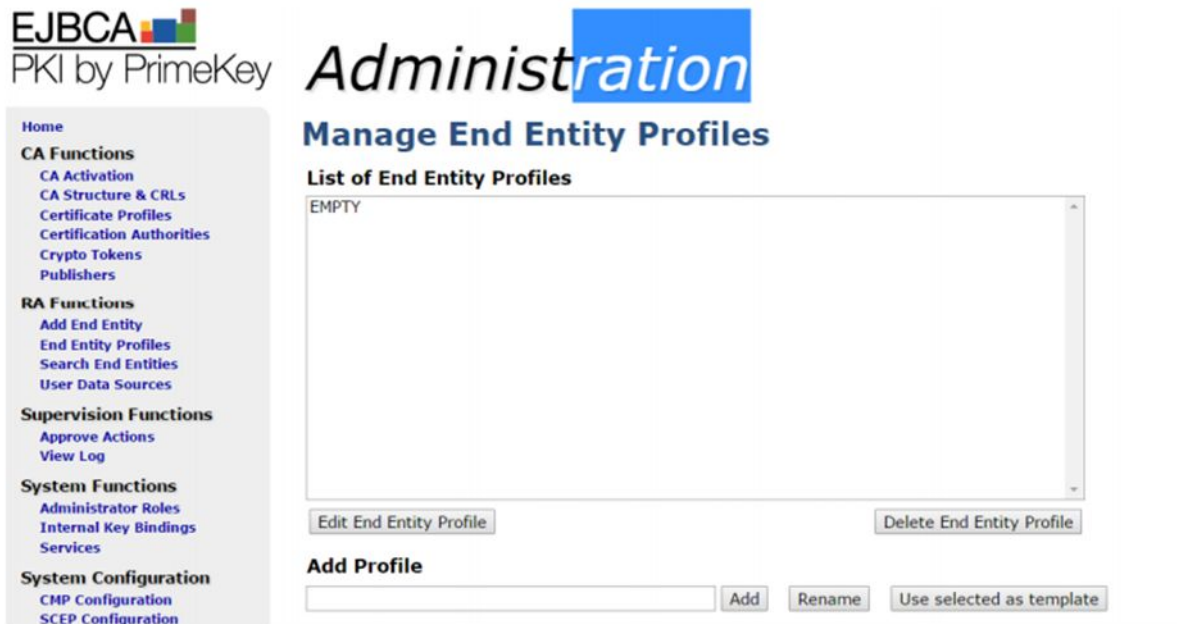 EJBCA
PKI by PrimeKey
Administration
Home
CA Functions
CA Activation
CA Structure & CRLs
Certificate Profiles
Certification Authorities
Crypto Tokens
Publishers
RA Functions
Add End Entity
End Entity Profiles
Search End Entities
User Data Sources
Supervision Functions
Approve Actions
View Log
System Functions
Administrator Roles
Internal Key Bindings
Services
System Configuration
CMP Configuration
SCEP Configuration
Manage End Entity Profiles
List of End Entity Profiles
EMPTY
Edit End Entity Profile Delete End Entity Profile
Add Profile
Add Rename Use selected as template